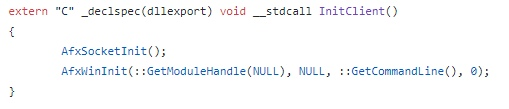 extern "C" _declspec(dllexport) void __stdcall InitClient()
{
AfxSocketInit();
AfxWinInit(::GetModuleHandle(NULL), NULL, ::GetCommandLine(), 0);
}